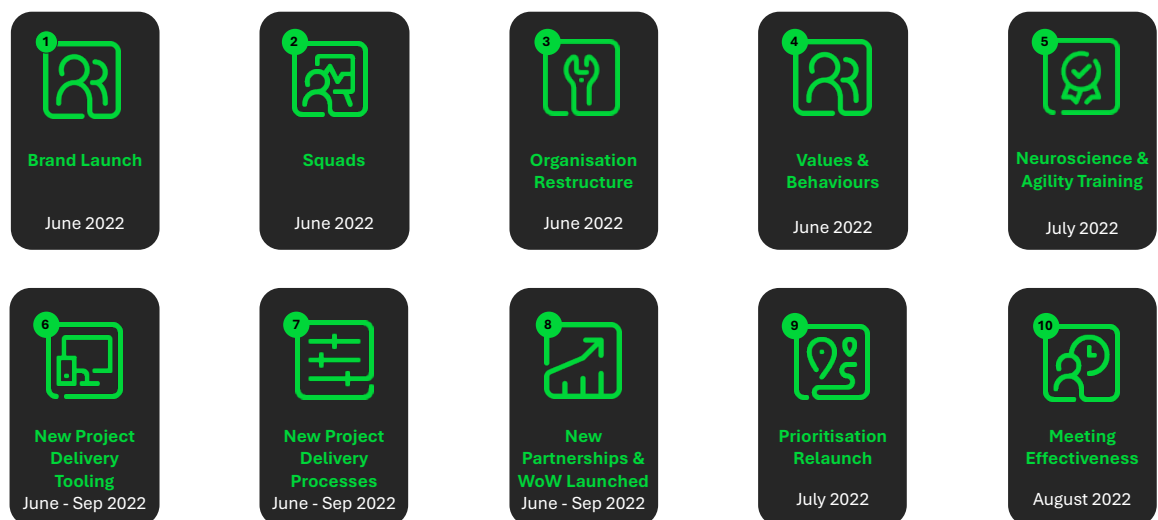 1
Brand Launch
June 2022
2
Squads
June 2022
3
Organisation
Restructure
June 2022
4
Values &
Behaviours
June 2022
5
Neuroscience &
Agility Training
July 2022
6
New Project
Delivery
Tooling
June - Sep 2022
7
New Project
Delivery
Processes
June - Sep 2022
8
New
Partnerships &
WoW Launched
June - Sep 2022
9
Prioritisation
Relaunch
July 2022
10
Meeting
Effectiveness
August 2022